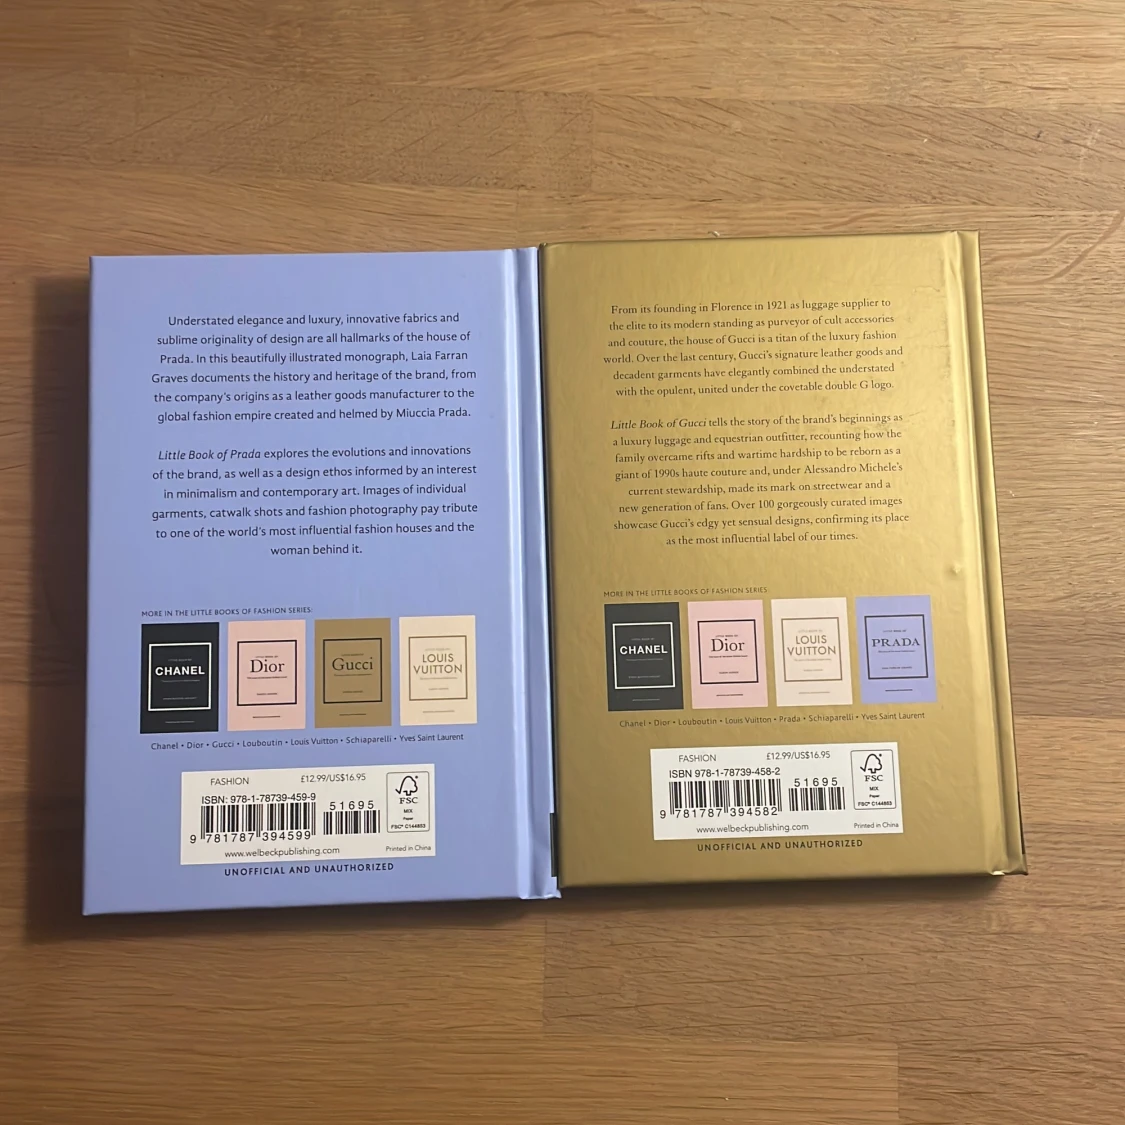 Understated elegance and luxury, innovative fabrics and
sublime originality of design are all hallmarks of the house of
Prada. In this beautifully illustrated monograph, Laia Farran
Graves documents the history and heritage of the brand, from
the company's origins as a leather goods manufacturer to the
global fashion empire created and helmed by Miuccia Prada.
Little Book of Prada explores the evolutions and innovations
of the brand, as well as a design ethos informed by an interest
in minimalism and contemporary art. Images of individual
garments, catwalk shots and fashion photography pay tribute
to one of the world's most influential fashion houses and the
woman behind it.
MORE IN THE LITTLE BOOKS OF FASHION SERIES:
CHANEL
Dior
Gucci
LOUIS
VUITTON
Chanel • Dior • Gucci • Louboutin • Louis Vuitton • Schiaparelli • Yves Saint Laurent
FASHION £12.99/US$16.95
ISBN: 978-1-78739-459-9
51695
9 781787 394599
FSC
MIX
Paper
FSC® C144853
www.welbeckpublishing.com
Printed in China
UNOFFICIAL AND UNAUTHORIZED
From its founding in Florence in 1921 as luggage supplier to
the elite to its modern standing as purveyor of cult accessories
and couture, the house of Gucci is a titan of the luxury fashion
world. Over the last century, Gucci's signature leather goods and
decadent garments have elegantly combined the understated
with the opulent, united under the covetable double G logo.
Little Book of Gucci tells the story of the brand's beginnings as
a luxury luggage and equestrian outfitter, recounting how the
family overcame rifts and wartime hardship to be reborn as a
giant of 1990s haute couture and, under Alessandro Michele's
current stewardship, made its mark on streetwear and a
new generation of fans. Over 100 gorgeously curated images
showcase Gucci's edgy yet sensual designs, confirming its place
as the most influential label of our times.
MORE IN THE LITTLE BOOKS OF FASHION SERIES:
CHANEL
Dior
LOUIS
VUITTON
PRADA
Chanel • Dior • Louboutin • Louis Vuitton • Prada • Schiaparelli • Yves Saint Laurent
FASHION £12.99/US$16.95
ISBN 978-1-78739-458-2
51695
9 781787 394582
FSC
MIX
Paper
FSC® C144853
www.welbeckpublishing.com
Printed in China
UNOFFICIAL AND UNAUTHORIZED